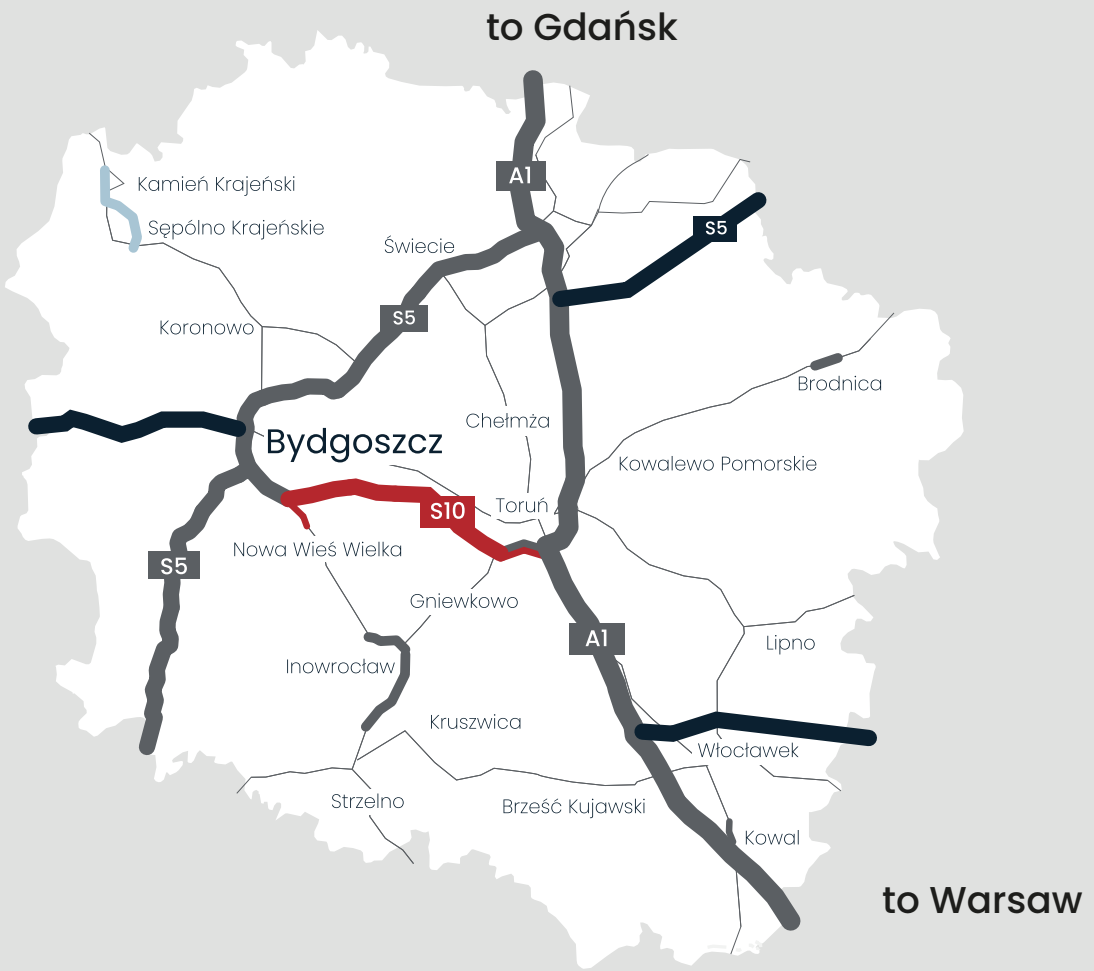 to Gdańsk
A1
Kamień Krajeński
Sępólno Krajeńskie
S5
Świecie
S5
Koronowo
Brodnica
Chełmża
Bydgoszcz
Kowalewo Pomorskie
S10
Toruń
Nowa Wieś Wielka
S5
Gniewkowo
A1
Lipno
Inowrocław
Kruszwica
Włocławek
Strzelno
Brześć Kujawski
Kowal
to Warsaw